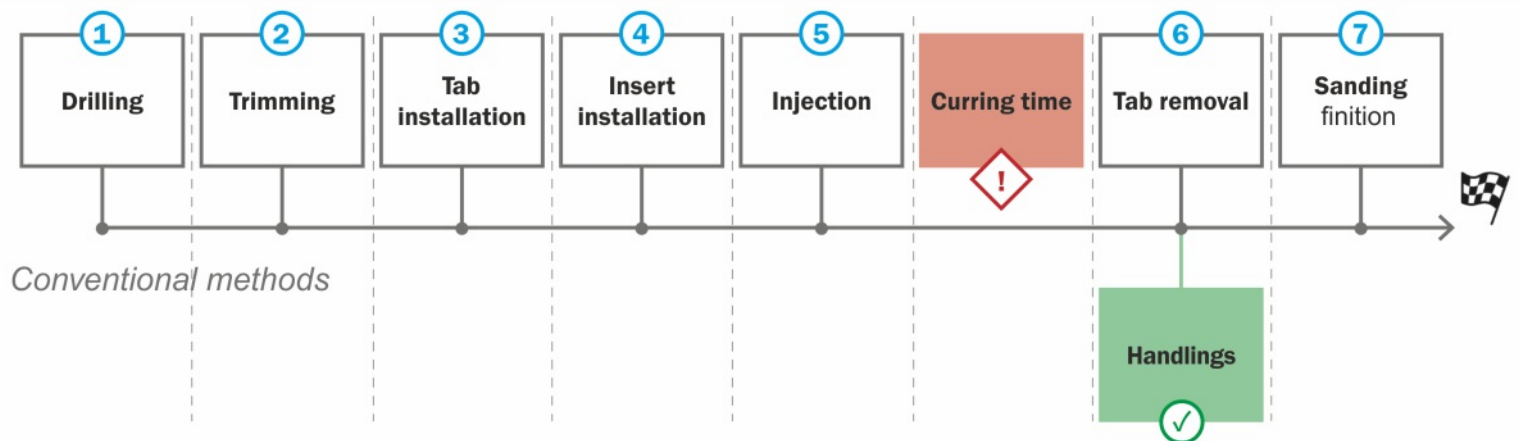 1
2
3
4
5
6
7
Drilling
Trimming
Tab
installation
Insert
installation
Injection
Curring time
!
Tab removal
Sanding
finition
Conventional methods
Handlings